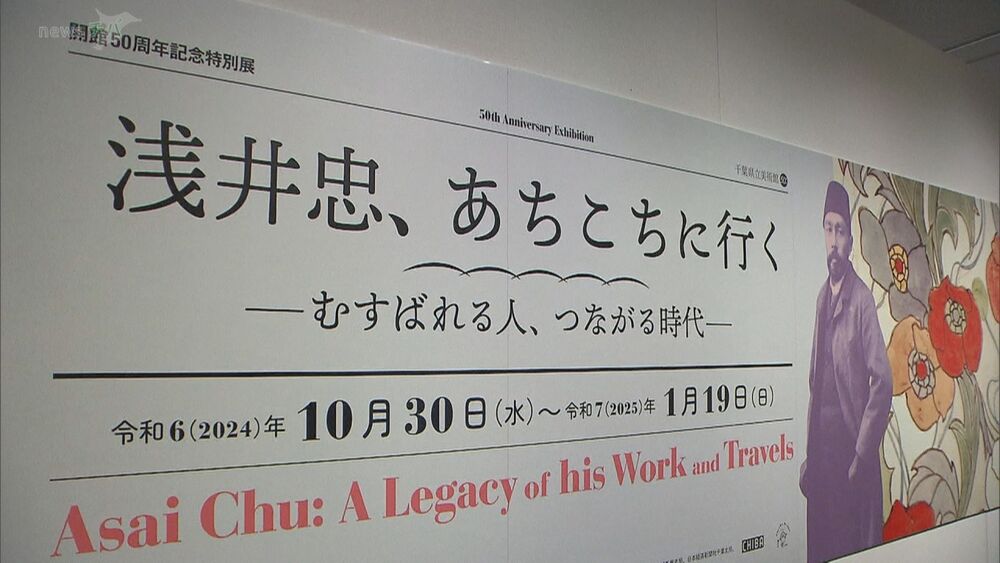 news チバ
開館50周年記念特別展
50th Anniversary Exhibition
千葉県立美術館
浅井忠、あちこちに行く
―むすばれる人、つながる時代―
令和6(2024)年 10月30日(水)～令和7(2025)年 1月19日(日)
Asai Chu: A Legacy of his Work and Travels
CHIBA